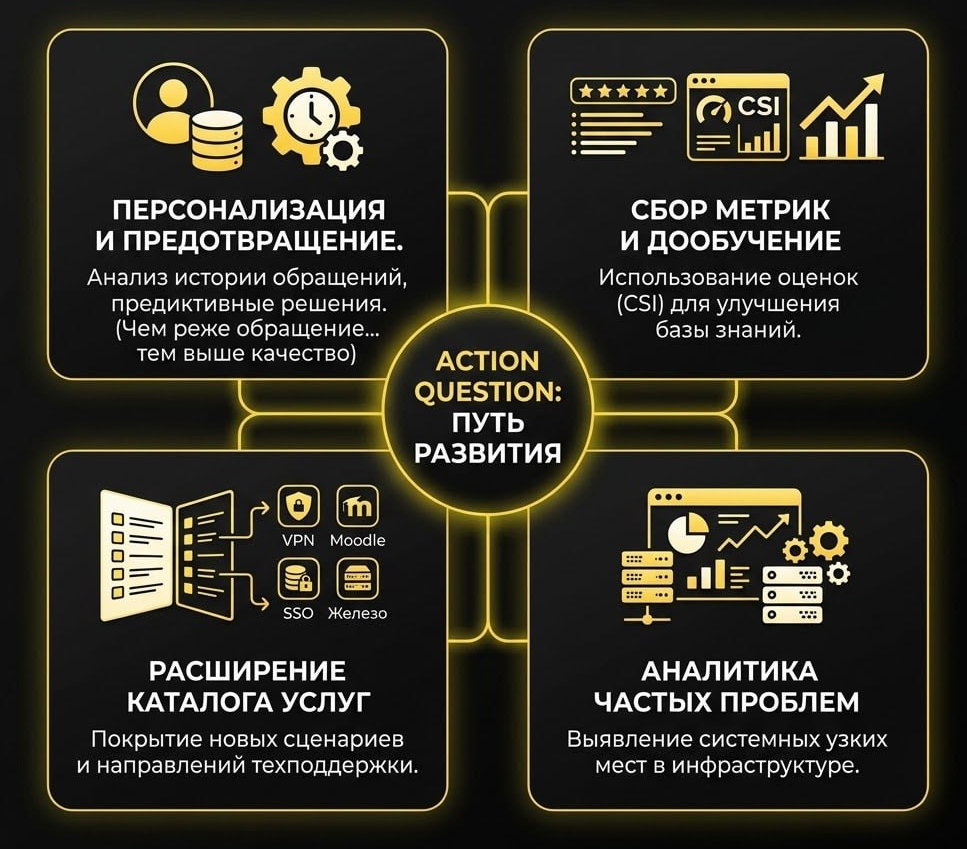 ПЕРСОНАЛИЗАЦИЯ
И ПРЕДОТВРАЩЕНИЕ.
Анализ истории обращений,
предиктивные решения.
(Чем реже обращение...
тем выше качество)
CSI
СБОР МЕТРИК
И ДООБУЧЕНИЕ
Использование оценок
(CSI) для улучшения
базы знаний.
ACTION
QUESTION:
ПУТЬ
РАЗВИТИЯ
VPN
m
Moodle
SSO
Железо
РАСШИРЕНИЕ
КАТАЛОГА УСЛУГ
Покрытие новых сценариев
и направлений техподдержки.
АНАЛИТИКА
ЧАСТЫХ ПРОБЛЕМ
Выявление системных узких
мест в инфраструктуре.